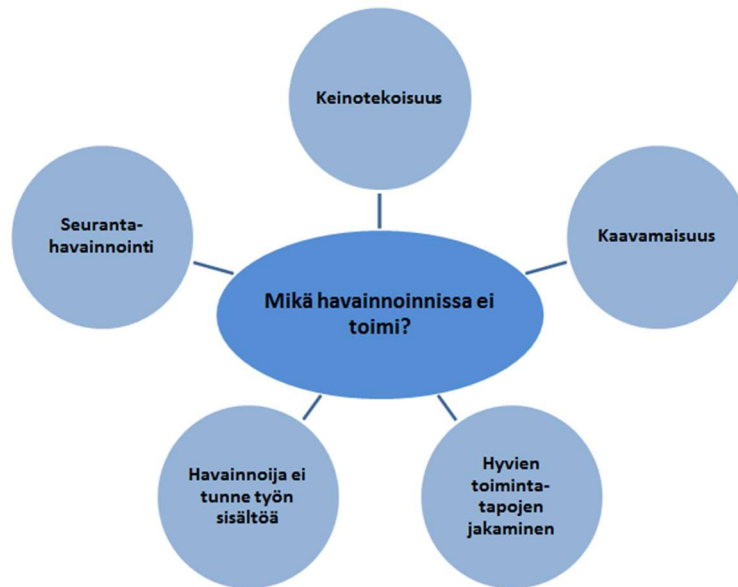 Keinotekoisuus
Seuranta-
havainnointi
Kaavamaisuus
Mikä havainnoinnissa ei
toimi?
Havainnoija ei
tunne työn
sisältöä
Hyvien
toiminta-
tapojen
jakaminen